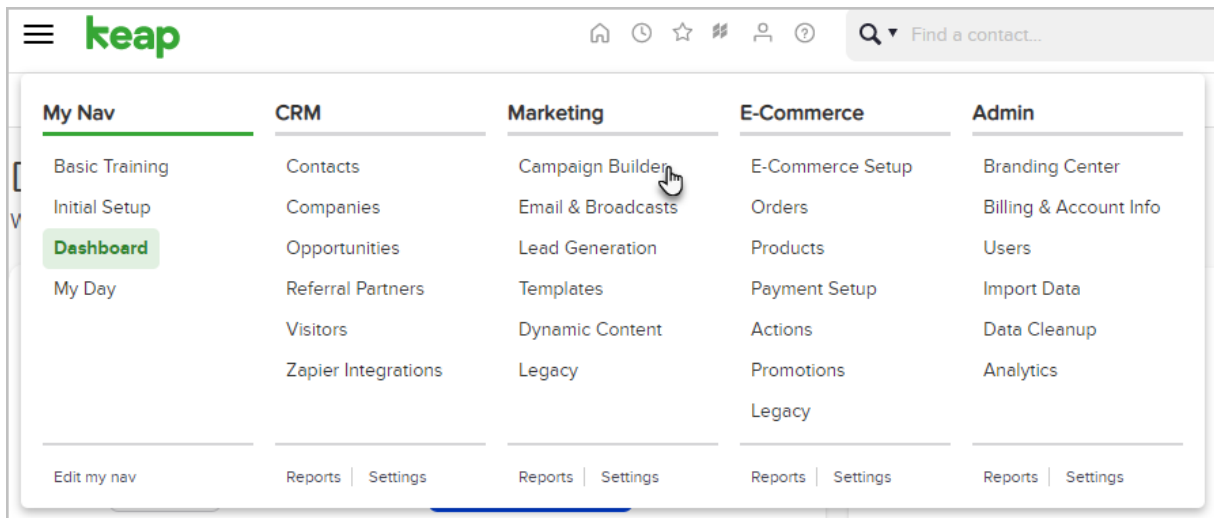 keap
Find a contact...
My Nav
Basic Training
Initial Setup
Dashboard
My Day
Edit my nav
CRM
Contacts
Companies
Opportunities
Referral Partners
Visitors
Zapier Integrations
Reports | Settings
Marketing
Campaign Builder
Email & Broadcasts
Lead Generation
Templates
Dynamic Content
Legacy
Reports | Settings
E-Commerce
E-Commerce Setup
Orders
Products
Payment Setup
Actions
Promotions
Legacy
Reports | Settings
Admin
Branding Center
Billing & Account Info
Users
Import Data
Data Cleanup
Analytics
Reports | Settings